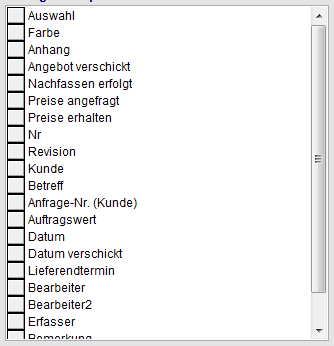 Auswahl
Farbe
Anhang
Angebot verschickt
Nachfassen erfolgt
Preise angefragt
Preise erhalten
Nr
Revision
Kunde
Betreff
Anfrage-Nr. (Kunde)
Auftragswert
Datum
Datum verschickt
Lieferendtermin
Bearbeiter
Bearbeiter2
Erfasser
Bemerkung